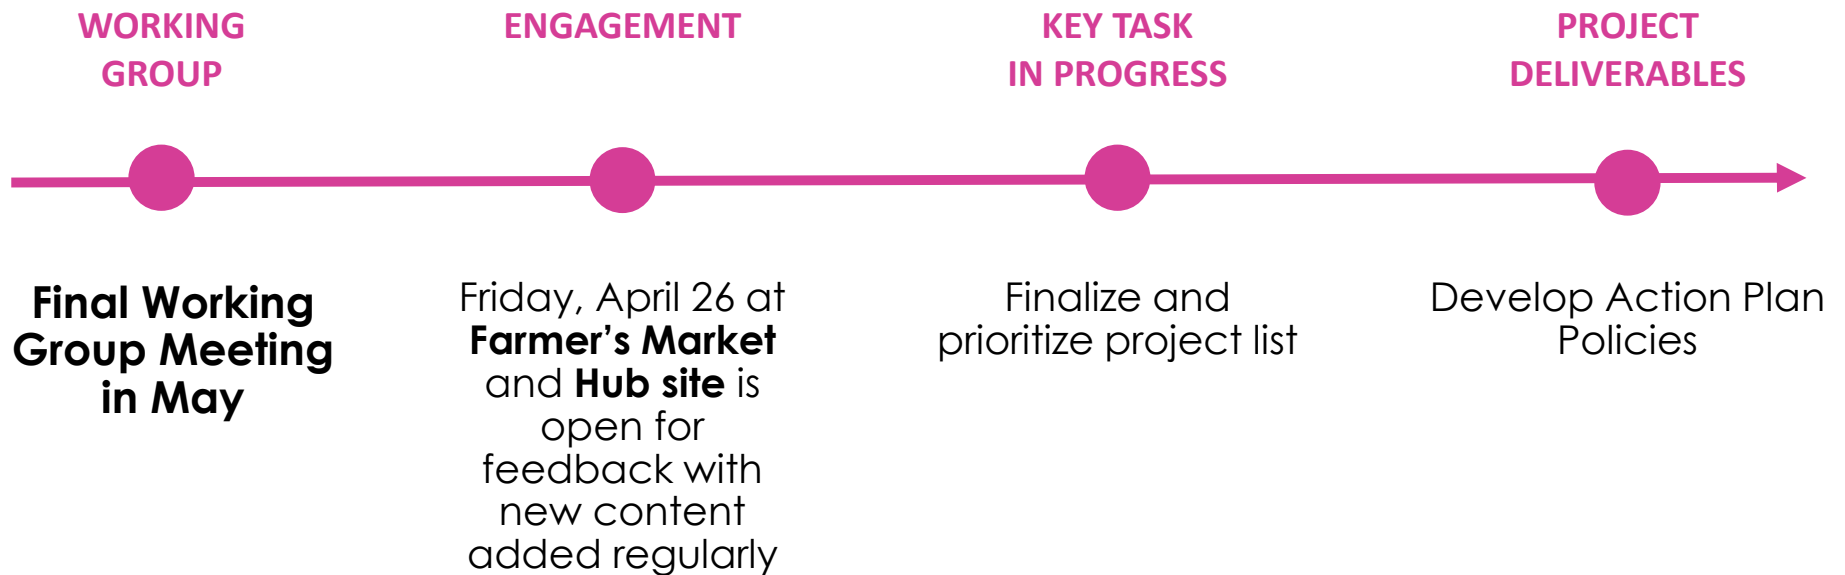 WORKING
GROUP
ENGAGEMENT
KEY TASK
IN PROGRESS
PROJECT
DELIVERABLES
Final Working
Group Meeting
in May
Friday, April 26 at
Farmer’s Market
and Hub site is
open for
feedback with
new content
added regularly
Finalize and
prioritize project list
Develop Action Plan
Policies